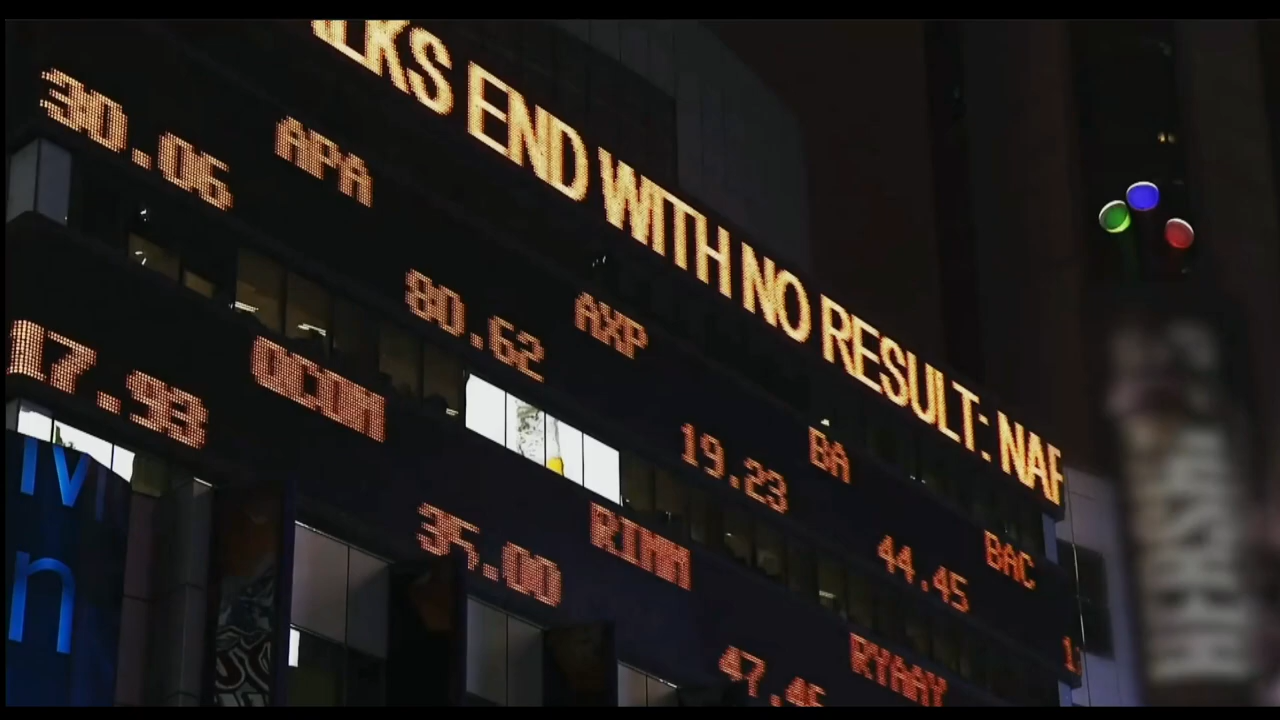 LKS END WITH NO RESULT: NAF
30.06 APA
80.62 AXP
19.23 BA
44.45 BAC
17.93 QCOM
35.00 RIMM
47.45 RYAAY
n